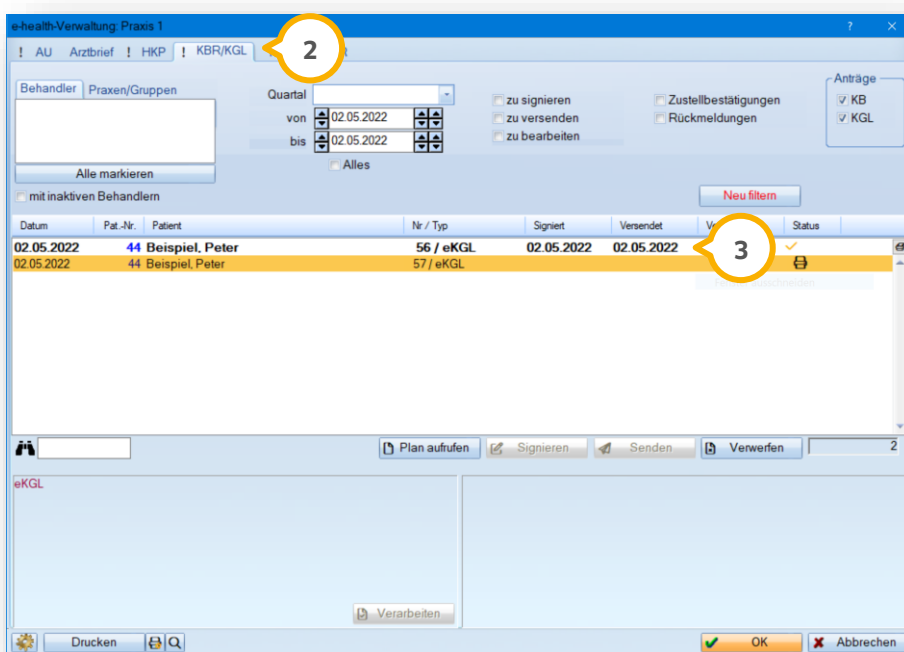 e-health-Verwaltung: Praxis 1 ? ×
! AU Arztbrief ! HKP ! KBR/KGL 2 R
Behandler Praxen/Gruppen
Alle markieren
mit inaktiven Behandlern
Quartal
von 02.05.2022
bis 02.05.2022
Alles
zu signieren
zu versenden
zu bearbeiten
Zustellbestätigungen
Rückmeldungen
Anträge
KB
KGL
Neu filtern
Datum Pat.-Nr. Patient Nr / Typ Signiert Versendet Status
02.05.2022 44 Beispiel, Peter 56 / eKGL 02.05.2022 02.05.2022 3
02.05.2022 44 Beispiel, Peter 57 / eKGL
Plan aufrufen Signieren Senden Verwerfen 2
eKGL
Verarbeiten
Drucken OK Abbrechen